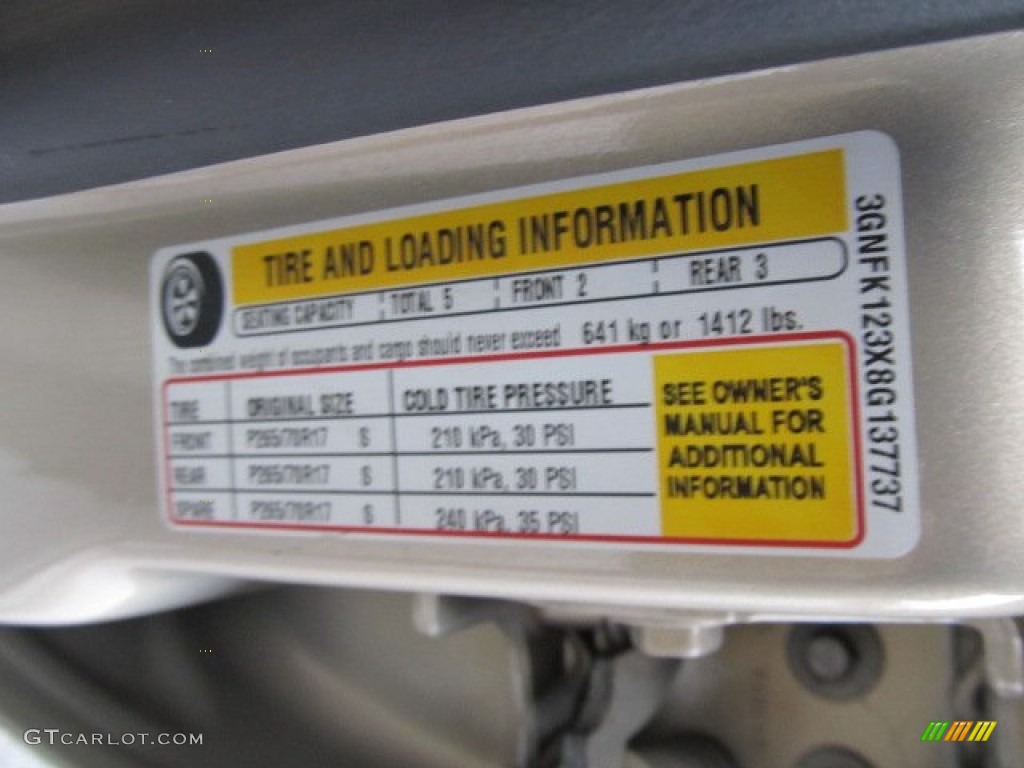 TIRE AND LOADING INFORMATION
SEATING CAPACITY TOTAL 5 FRONT 2 REAR 3
The combined weight of occupants and cargo should never exceed 641 kg or 1412 lbs.
TIRE ORIGINAL SIZE COLD TIRE PRESSURE
FRONT P265/70R17 S 210 kPa, 30 PSI
REAR P265/70R17 S 210 kPa, 30 PSI
SPARE P265/70R17 S 240 kPa, 35 PSI
SEE OWNER'S
MANUAL FOR
ADDITIONAL
INFORMATION
3GNFK123X8G137737
GTCARLOT.COM